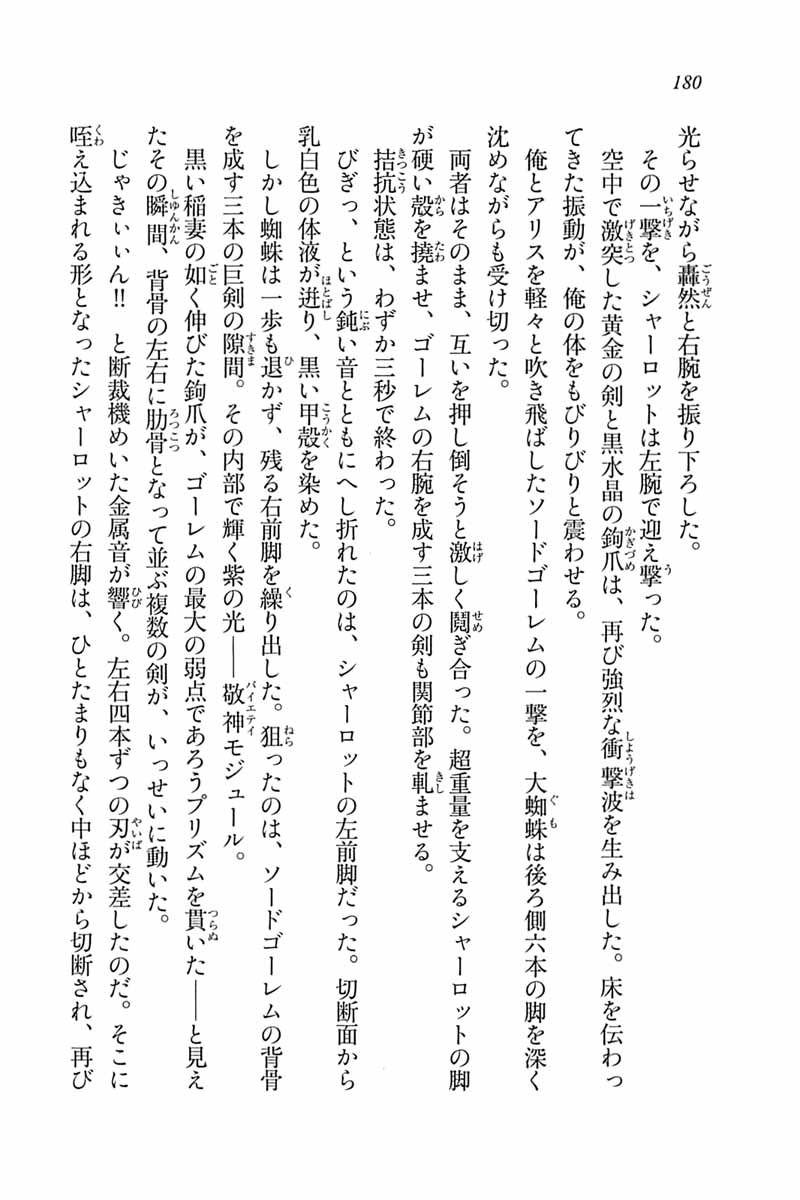 180
光らせながら轟然と右腕を振り下ろした。
その一撃を、シャーロットは左腕で迎え撃った。
空中で激突した黄金の剣と黒水晶の鉤爪は、再び強烈な衝撃波を生み出した。床を伝わっ
てきた振動が、俺の体をもびりびりと震わせる。
俺とアリスを軽々と吹き飛ばしたソードゴーレムの一撃を、大蜘蛛は後ろ側六本の脚を深く
沈めながらも受け切った。
両者はそのまま、互いを押し倒そうと激しく鬩ぎ合った。超重量を支えるシャーロットの脚
が硬い殻を撓ませ、ゴーレムの右腕を成す三本の剣も関節部を軋ませる。
拮抗状態は、わずか三秒で終わった。
びぎっ、という鈍い音とともにへし折れたのは、シャーロットの左前脚だった。切断面から
乳白色の体液が迸り、黒い甲殻を染めた。
しかし蜘蛛は一歩も退かず、残る右前脚を繰り出した。狙ったのは、ソードゴーレムの背骨
を成す三本の巨剣の隙間。その内部で輝く紫の光――敬神モジュール。
黒い稲妻の如く伸びた鉤爪が、ゴーレムの最大の弱点であろうプリズムを貫いた――と見え
たその瞬間、背骨の左右に肋骨となって並ぶ複数の剣が、いっせいに動いた。
じゃきぃぃん!! と断裁機めいた金属音が響く。左右四本ずつの刃が交差したのだ。そこに
咥え込まれる形となったシャーロットの右脚は、ひとたまりもなく中ほどから切断され、再び